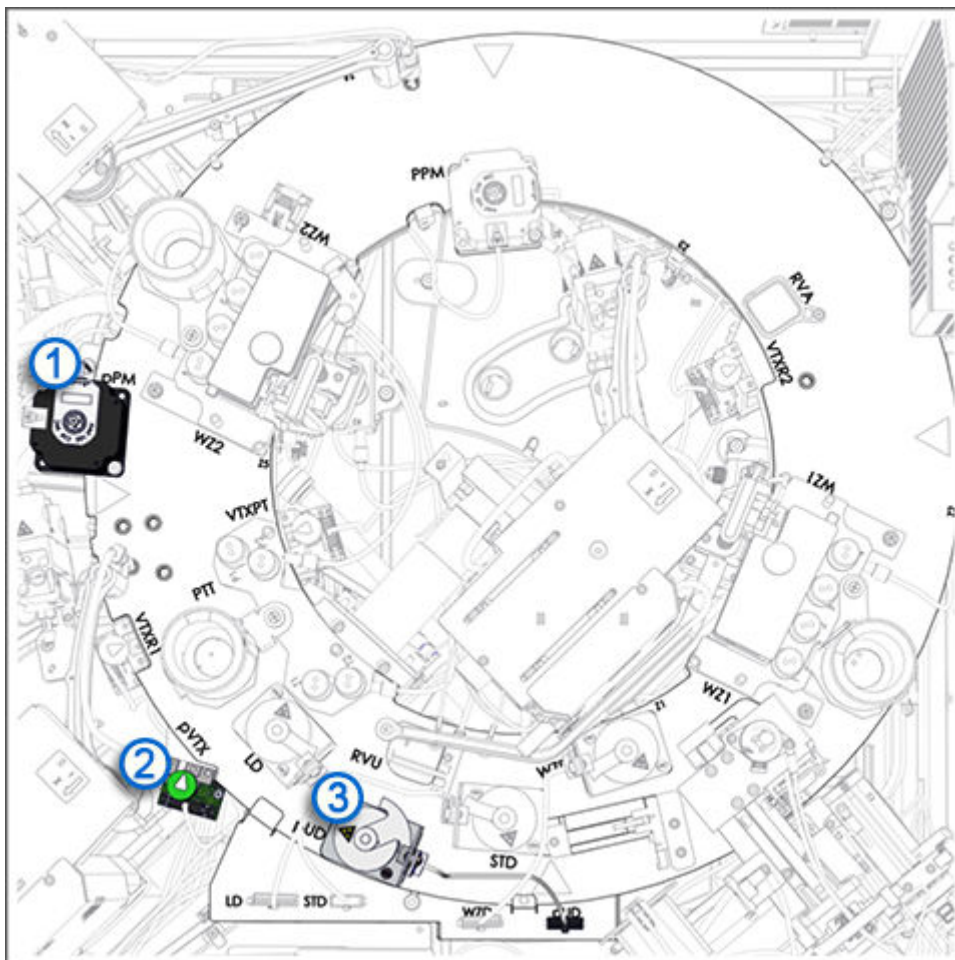 PPM
WZ2
RVA
VTXR2
1
pPM
WZ2
WZ1
VTXPT
PTT
VTXR1
WZ1
pVTX
2
LD
RVU
3
STD
LD
STD